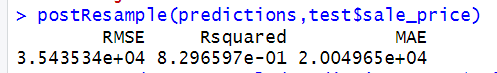 > postResample(predictions,test$sale_price)
RMSE Rsquared MAE
3.543534e+04 8.296597e-01 2.004965e+04